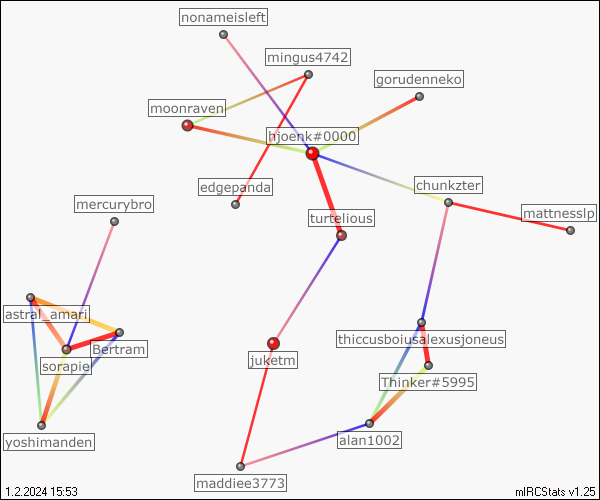 nonameisleft
mingus4742
gorudenneko
moonraven
hjoenk#0000
edgepanda
chunkzter
mercurybro
mattnesslp
turtelious
astral_amari
thiccusboiusalexusjoneus
Bertram
juketm
sorapie
Thinker#5995
yoshimanden
alan1002
maddiee3773
1.2.2024 15:53
mIRCStats v1.25